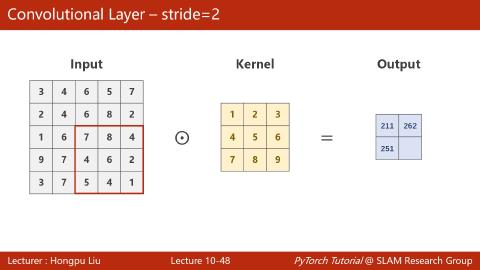 Convolutional Layer – stride=2
Input
Kernel
Output
3 4 6 5 7
2 4 6 8 2
1 6 7 8 4
9 7 4 6 2
3 7 5 4 1
⊙
1 2 3
4 5 6
7 8 9
=
211 262
251
Lecturer : Hongpu Liu
Lecture 10-48
PyTorch Tutorial @ SLAM Research Group